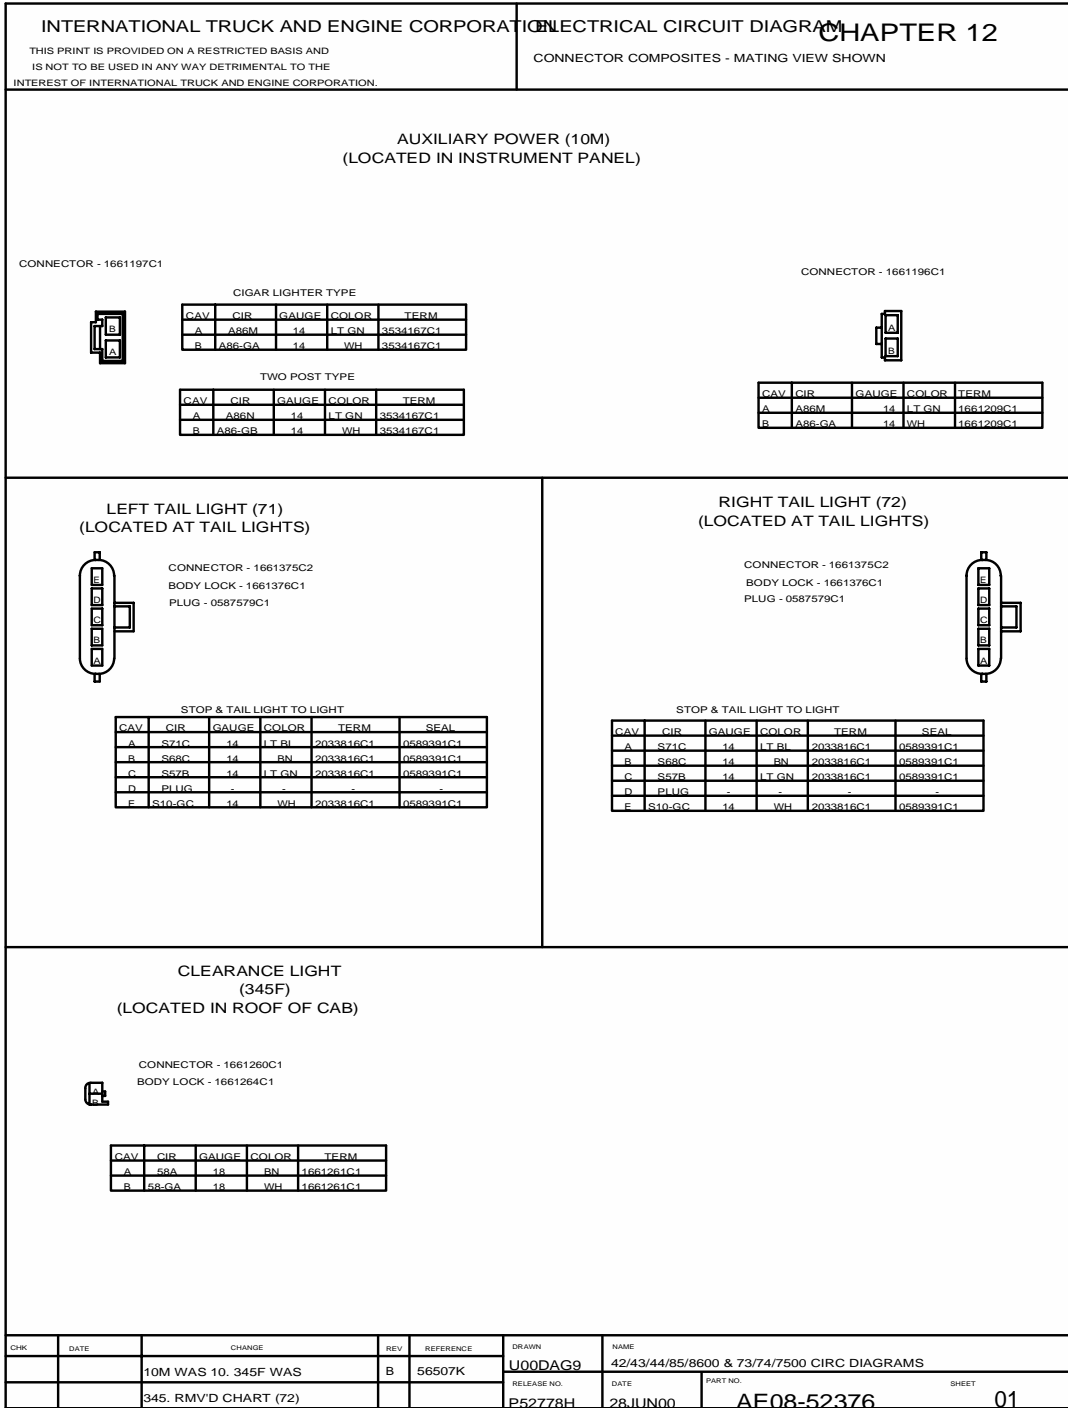 INTERNATIONAL TRUCK AND ENGINE CORPORATION
THIS PRINT IS PROVIDED ON A RESTRICTED BASIS AND
IS NOT TO BE USED IN ANY WAY DETRIMENTAL TO THE
INTEREST OF INTERNATIONAL TRUCK AND ENGINE CORPORATION.
ELECTRICAL CIRCUIT DIAGRAM
CHAPTER 12
CONNECTOR COMPOSITES - MATING VIEW SHOWN
AUXILIARY POWER (10M)
(LOCATED IN INSTRUMENT PANEL)
CONNECTOR - 1661197C1
B
A
CIGAR LIGHTER TYPE
CAV CIR GAUGE COLOR TERM
A A86M 14 LT GN 3534167C1
B A86-GA 14 WH 3534167C1
TWO POST TYPE
CAV CIR GAUGE COLOR TERM
A A86N 14 LT GN 3534167C1
B A86-GB 14 WH 3534167C1
CONNECTOR - 1661196C1
A
B
CAV CIR GAUGE COLOR TERM
A A86M 14 LT GN 1661209C1
B A86-GA 14 WH 1661209C1
LEFT TAIL LIGHT (71)
(LOCATED AT TAIL LIGHTS)
CONNECTOR - 1661375C2
BODY LOCK - 1661376C1
PLUG - 0587579C1
E
D
C
B
A
STOP & TAIL LIGHT TO LIGHT
CAV CIR GAUGE COLOR TERM SEAL
A S71C 14 LT BL 2033816C1 0589391C1
B S68C 14 BN 2033816C1 0589391C1
C S57B 14 LT GN 2033816C1 0589391C1
D PLUG - - - -
E S10-GC 14 WH 2033816C1 0589391C1
RIGHT TAIL LIGHT (72)
(LOCATED AT TAIL LIGHTS)
CONNECTOR - 1661375C2
BODY LOCK - 1661376C1
PLUG - 0587579C1
E
D
C
B
A
STOP & TAIL LIGHT TO LIGHT
CAV CIR GAUGE COLOR TERM SEAL
A S71C 14 LT BL 2033816C1 0589391C1
B S68C 14 BN 2033816C1 0589391C1
C S57B 14 LT GN 2033816C1 0589391C1
D PLUG - - - -
E S10-GC 14 WH 2033816C1 0589391C1
CLEARANCE LIGHT
(345F)
(LOCATED IN ROOF OF CAB)
CONNECTOR - 1661260C1
BODY LOCK - 1661264C1
A
B
CAV CIR GAUGE COLOR TERM
A 58A 18 BN 1661261C1
B 58-GA 18 WH 1661261C1
CHK DATE CHANGE REV REFERENCE
10M WAS 10. 345F WAS B 56507K
345. RMV'D CHART (72)
DRAWN
U00DAG9
NAME
42/43/44/85/8600 & 73/74/7500 CIRC DIAGRAMS
RELEASE NO.
P52778H
DATE
28JUN00
PART NO.
AE08-52376
SHEET
01